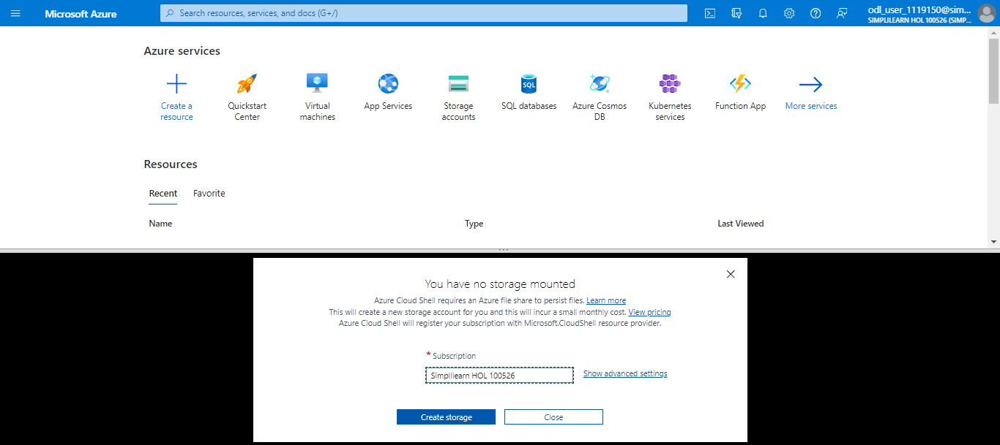 Microsoft Azure
Search resources, services, and docs (G+/)
odl_user_1119150@sim...
SIMPLILEARN HOL 100526 (SIMP...
Azure services
Create a
resource
Quickstart
Center
Virtual
machines
App Services
Storage
accounts
SQL
SQL databases
Azure Cosmos
DB
Kubernetes
services
Function App
More services
Resources
Recent
Favorite
Name
Type
Last Viewed
You have no storage mounted
Azure Cloud Shell requires an Azure file share to persist files. Learn more
This will create a new storage account for you and this will incur a small monthly cost. View pricing
Azure Cloud Shell will register your subscription with Microsoft.CloudShell resource provider.
* Subscription
Simplilearn HOL 100526
Show advanced settings
Create storage
Close